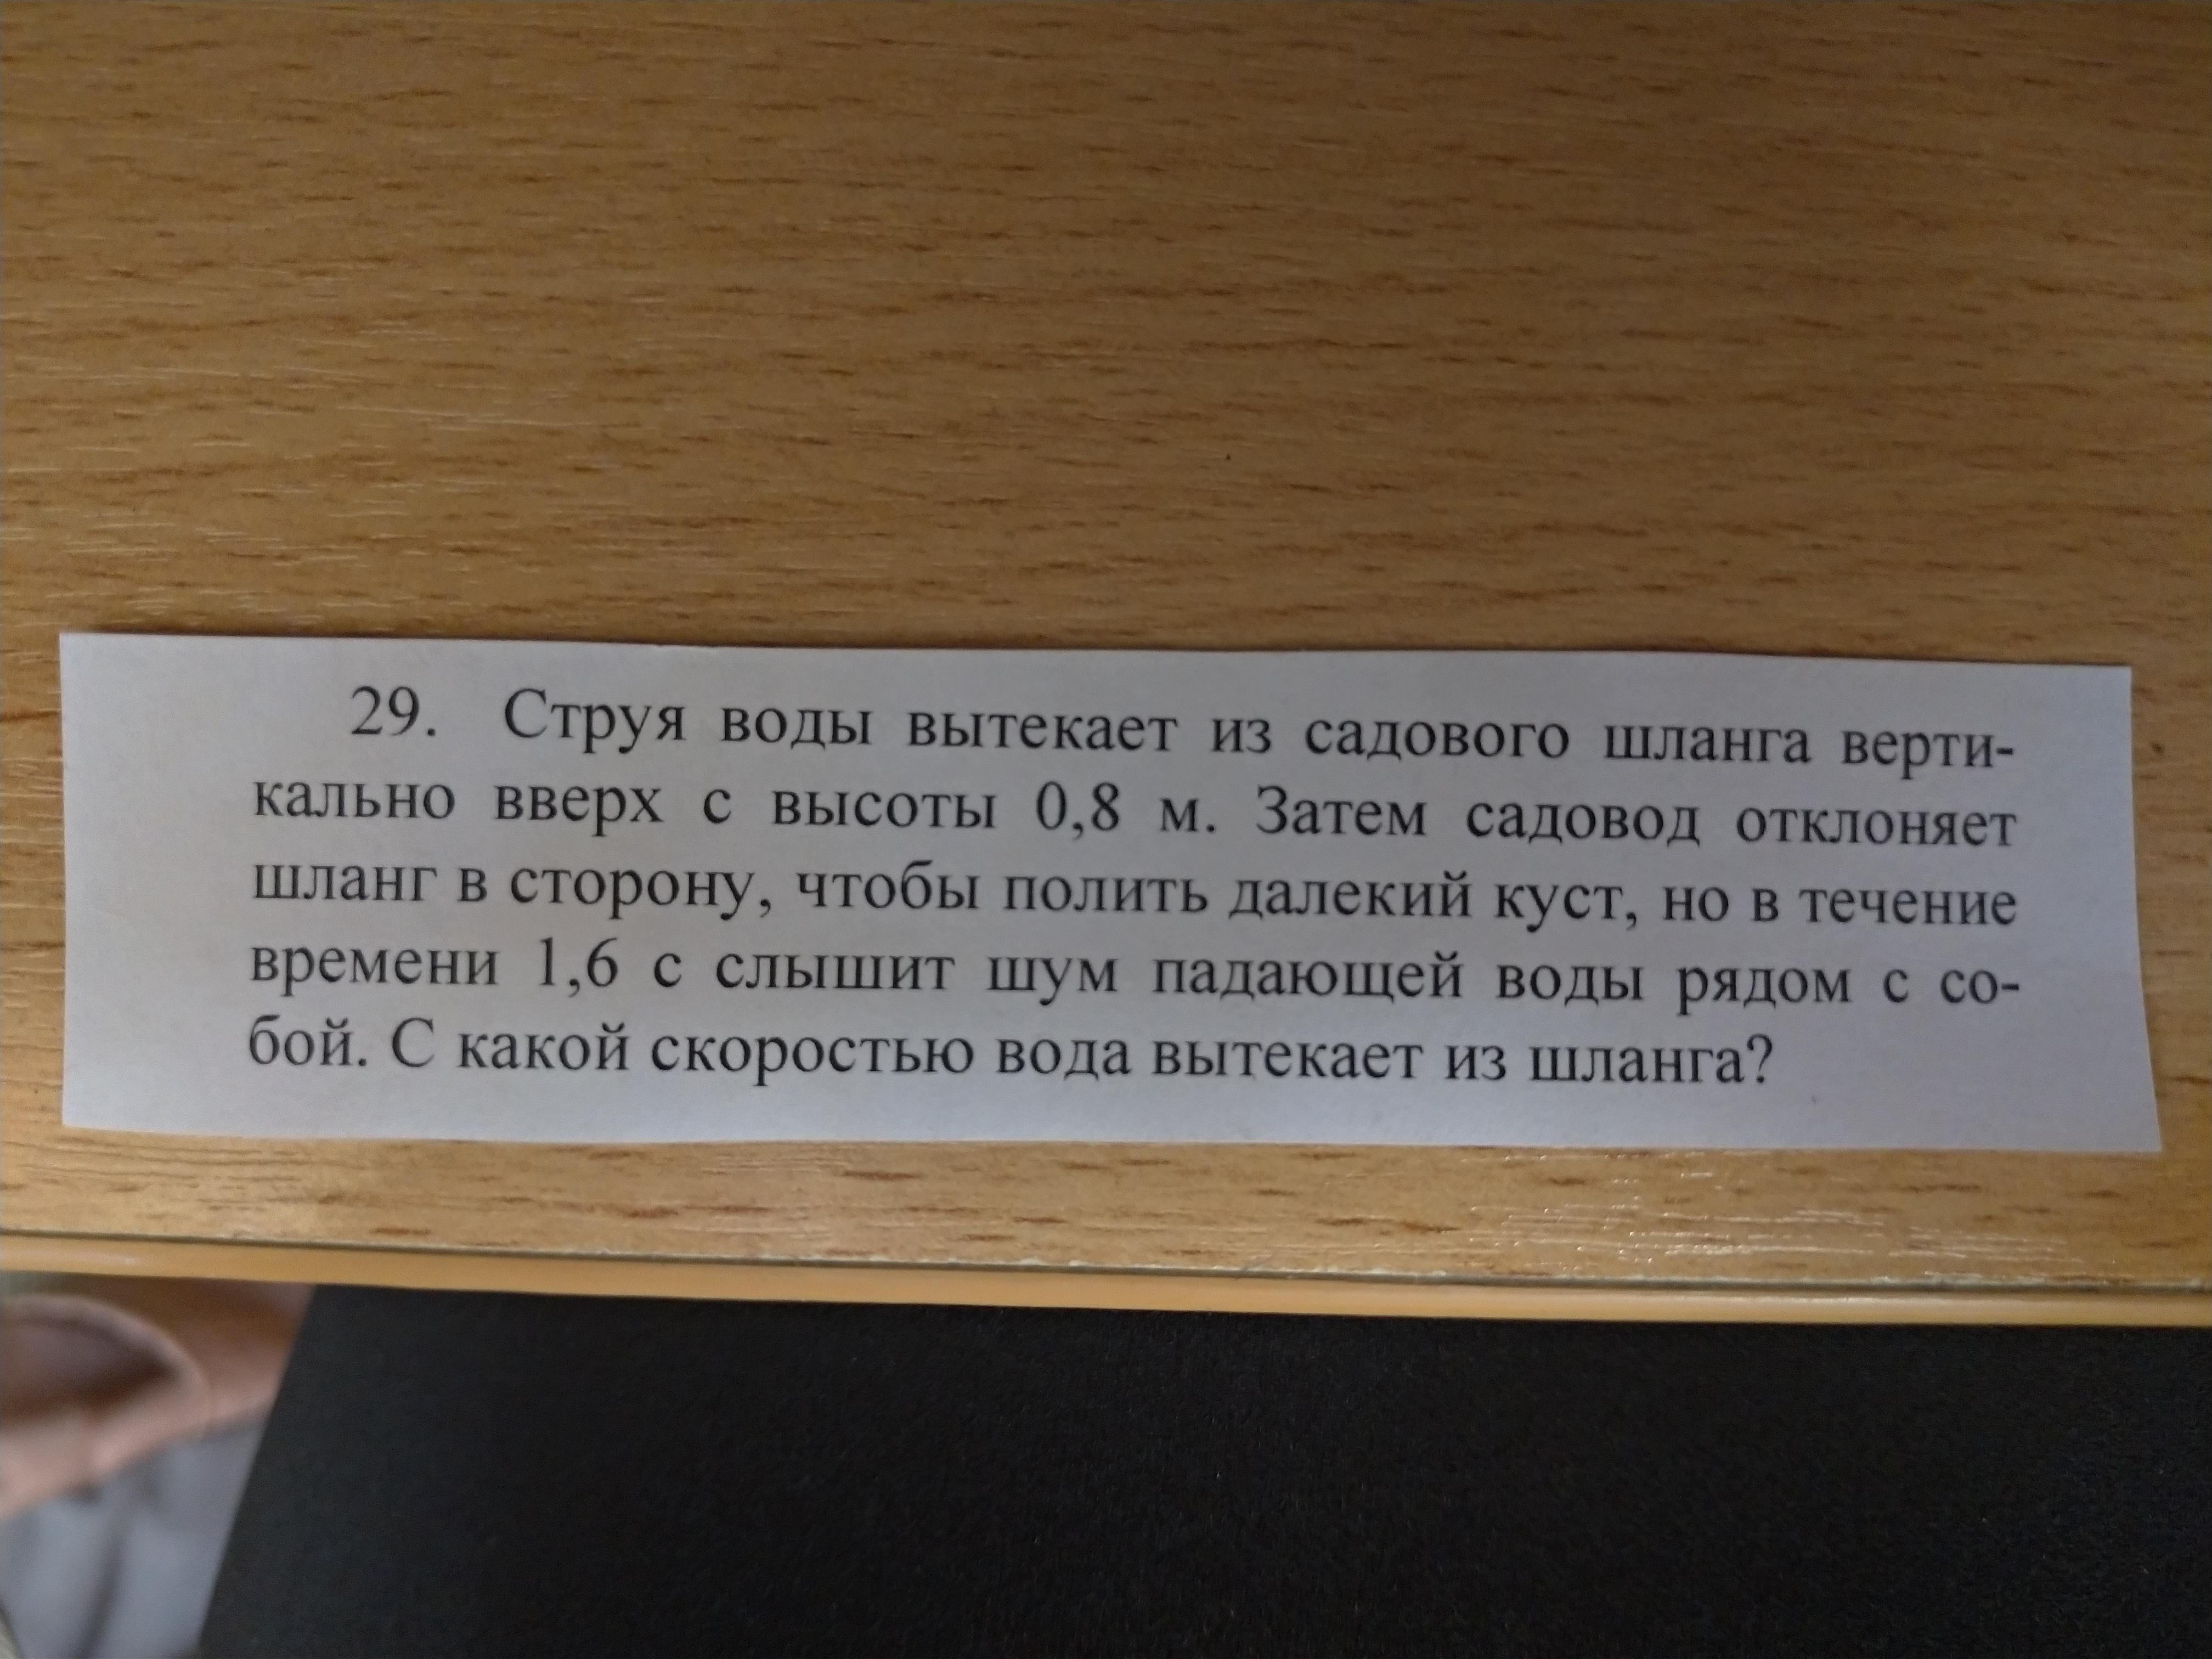 29. Струя воды вытекает из садового шланга верти-
кально вверх с высоты 0,8 м. Затем садовод отклоняет
шланг в сторону, чтобы полить далекий куст, но в течение
времени 1,6 с слышит шум падающей воды рядом с со-
бой. С какой скоростью вода вытекает из шланга?